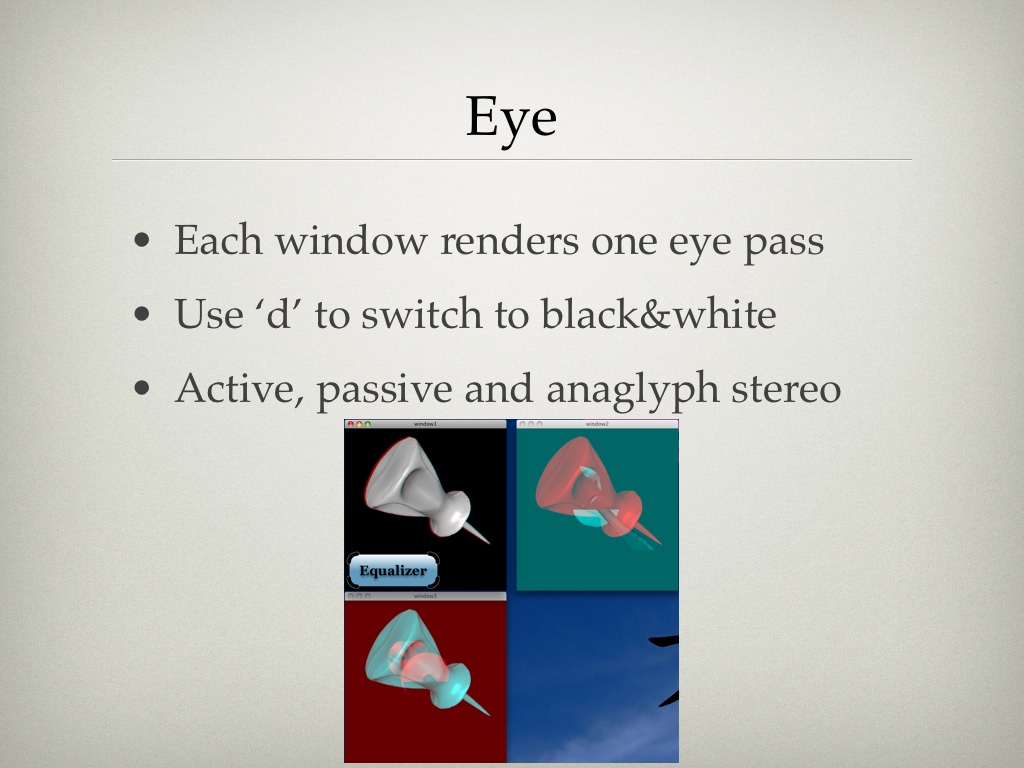 Eye
• Each window renders one eye pass
• Use ‘d’ to switch to black&white
• Active, passive and anaglyph stereo
window1
window2
Equalizer
window3